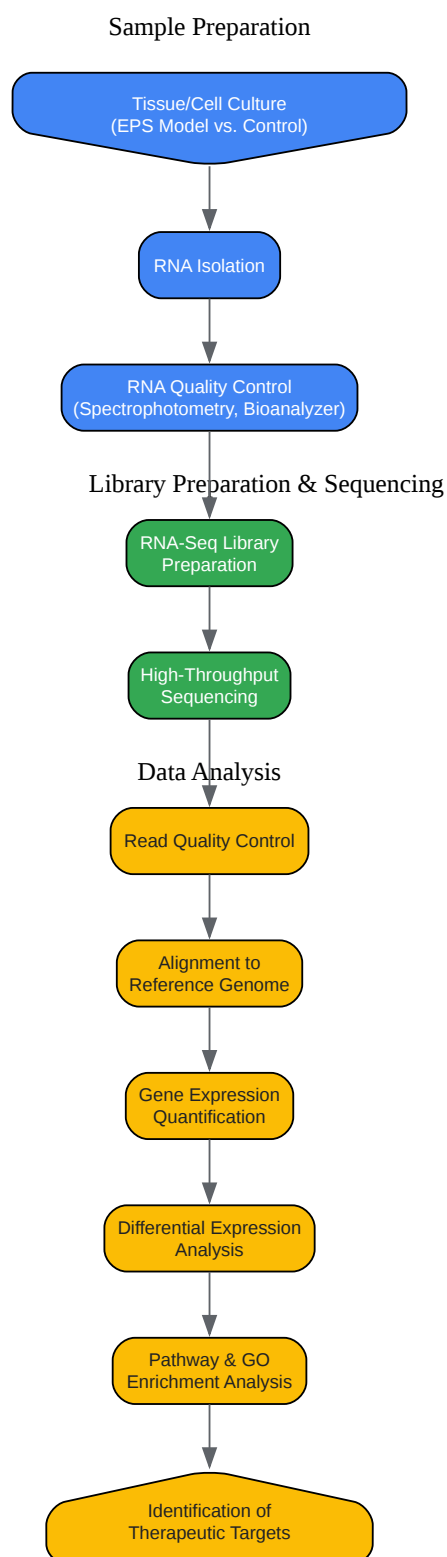 Sample Preparation
Tissue/Cell Culture
(EPS Model vs. Control)
RNA Isolation
RNA Quality Control
(Spectrophotometry, Bioanalyzer)
Library Preparation & Sequencing
RNA-Seq Library
Preparation
High-Throughput
Sequencing
Data Analysis
Read Quality Control
Alignment to
Reference Genome
Gene Expression
Quantification
Differential Expression
Analysis
Pathway & GO
Enrichment Analysis
Identification of
Therapeutic Targets